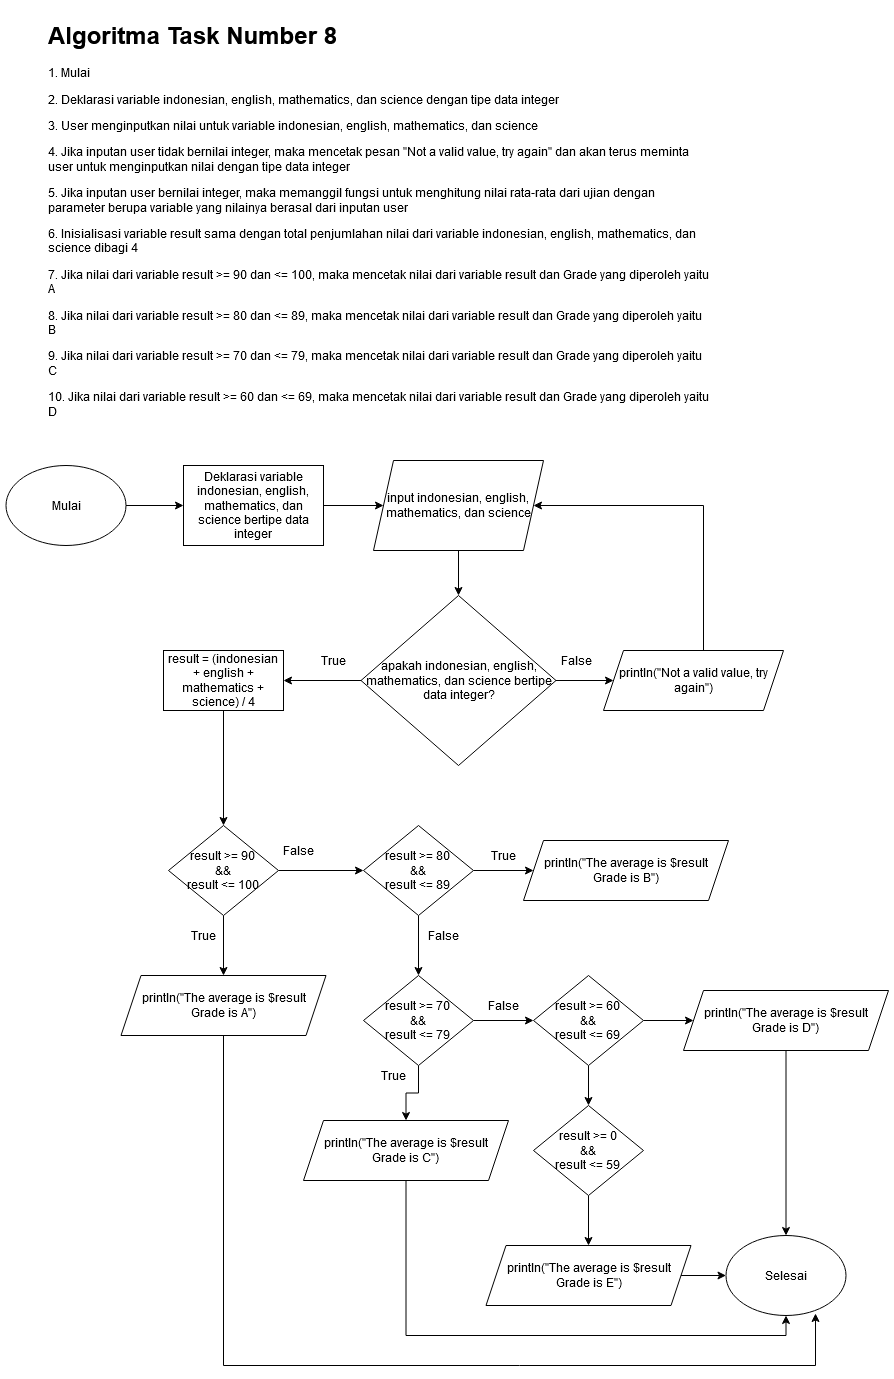 Algoritma Task Number 8
1. Mulai
2. Deklarasi variable indonesian, english, mathematics, dan science dengan tipe data integer
3. User menginputkan nilai untuk variable indonesian, english, mathematics, dan science
4. Jika inputan user tidak bernilai integer, maka mencetak pesan "Not a valid value, try again" dan akan terus meminta
user untuk menginputkan nilai dengan tipe data integer
5. Jika inputan user bernilai integer, maka memanggil fungsi untuk menghitung nilai rata-rata dari ujian dengan
parameter berupa variable yang nilainya berasal dari inputan user
6. Inisialisasi variable result sama dengan total penjumlahan nilai dari variable indonesian, english, mathematics, dan
science dibagi 4
7. Jika nilai dari variable result >= 90 dan <= 100, maka mencetak nilai dari variable result dan Grade yang diperoleh yaitu
A
8. Jika nilai dari variable result >= 80 dan <= 89, maka mencetak nilai dari variable result dan Grade yang diperoleh yaitu
B
9. Jika nilai dari variable result >= 70 dan <= 79, maka mencetak nilai dari variable result dan Grade yang diperoleh yaitu
C
10. Jika nilai dari variable result >= 60 dan <= 69, maka mencetak nilai dari variable result dan Grade yang diperoleh yaitu
D
Mulai
Deklarasi variable
indonesian, english,
mathematics, dan
science bertipe data
integer
input indonesian, english,
mathematics, dan science
apakah indonesian, english,
mathematics, dan science bertipe
data integer?
True
False
result = (indonesian
+ english +
mathematics +
science) / 4
println("Not a valid value, try
again")
result >= 90
&&
result <= 100
False
result >= 80
&&
result <= 89
True
println("The average is $result
Grade is B")
True
False
println("The average is $result
Grade is A")
result >= 70
&&
result <= 79
False
result >= 60
&&
result <= 69
println("The average is $result
Grade is D")
True
println("The average is $result
Grade is C")
result >= 0
&&
result <= 59
println("The average is $result
Grade is E")
Selesai